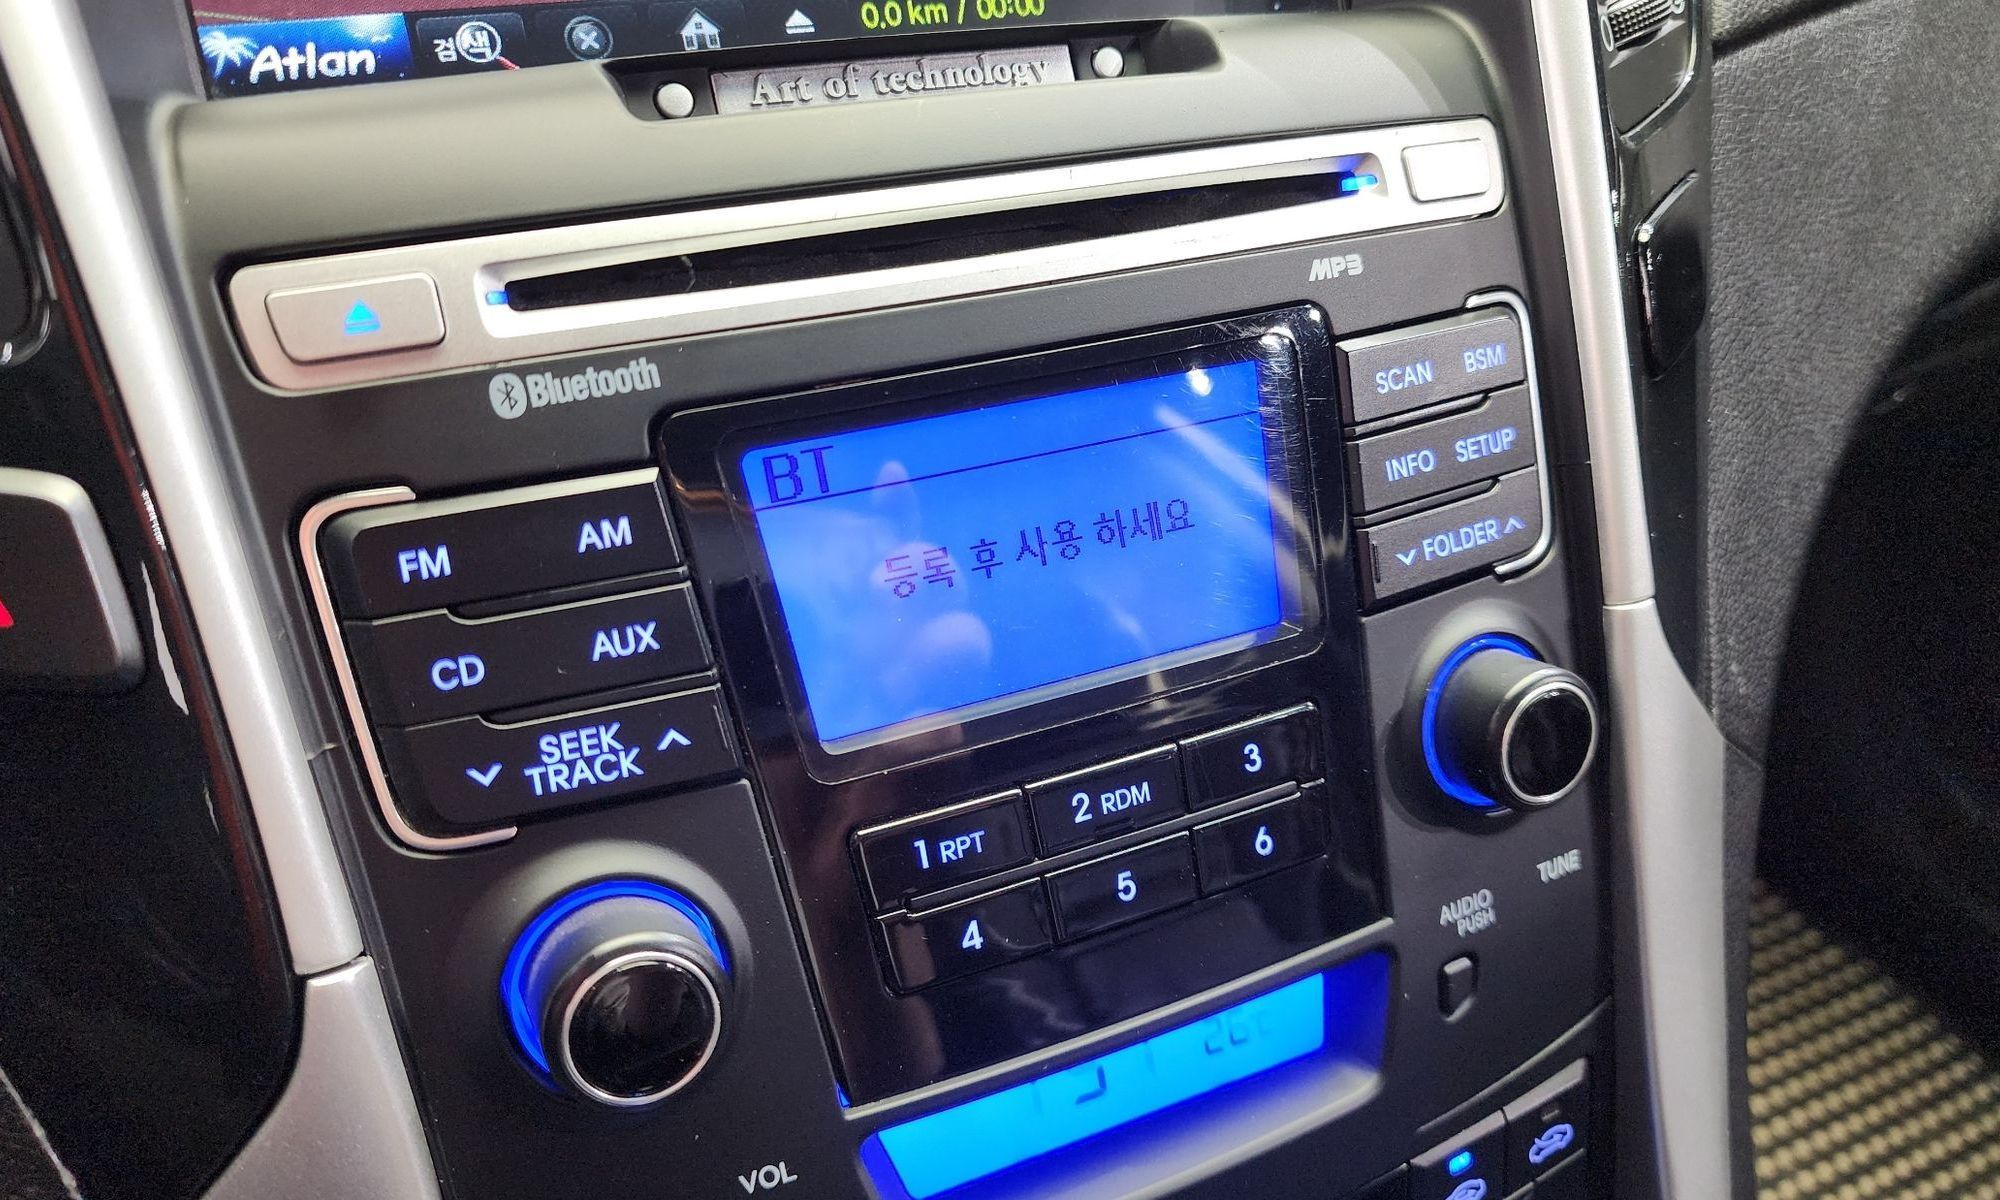 Atlan
검색
0.0 km / 00:00
Art of technology
MP3
Bluetooth
SCAN BSM
BT
INFO SETUP
등록 후 사용 하세요
FM AM
FOLDER
CD AUX
SEEK
TRACK
1 RPT
2 RDM
3
4
5
6
TUNE
AUDIO
PUSH
26
VOL